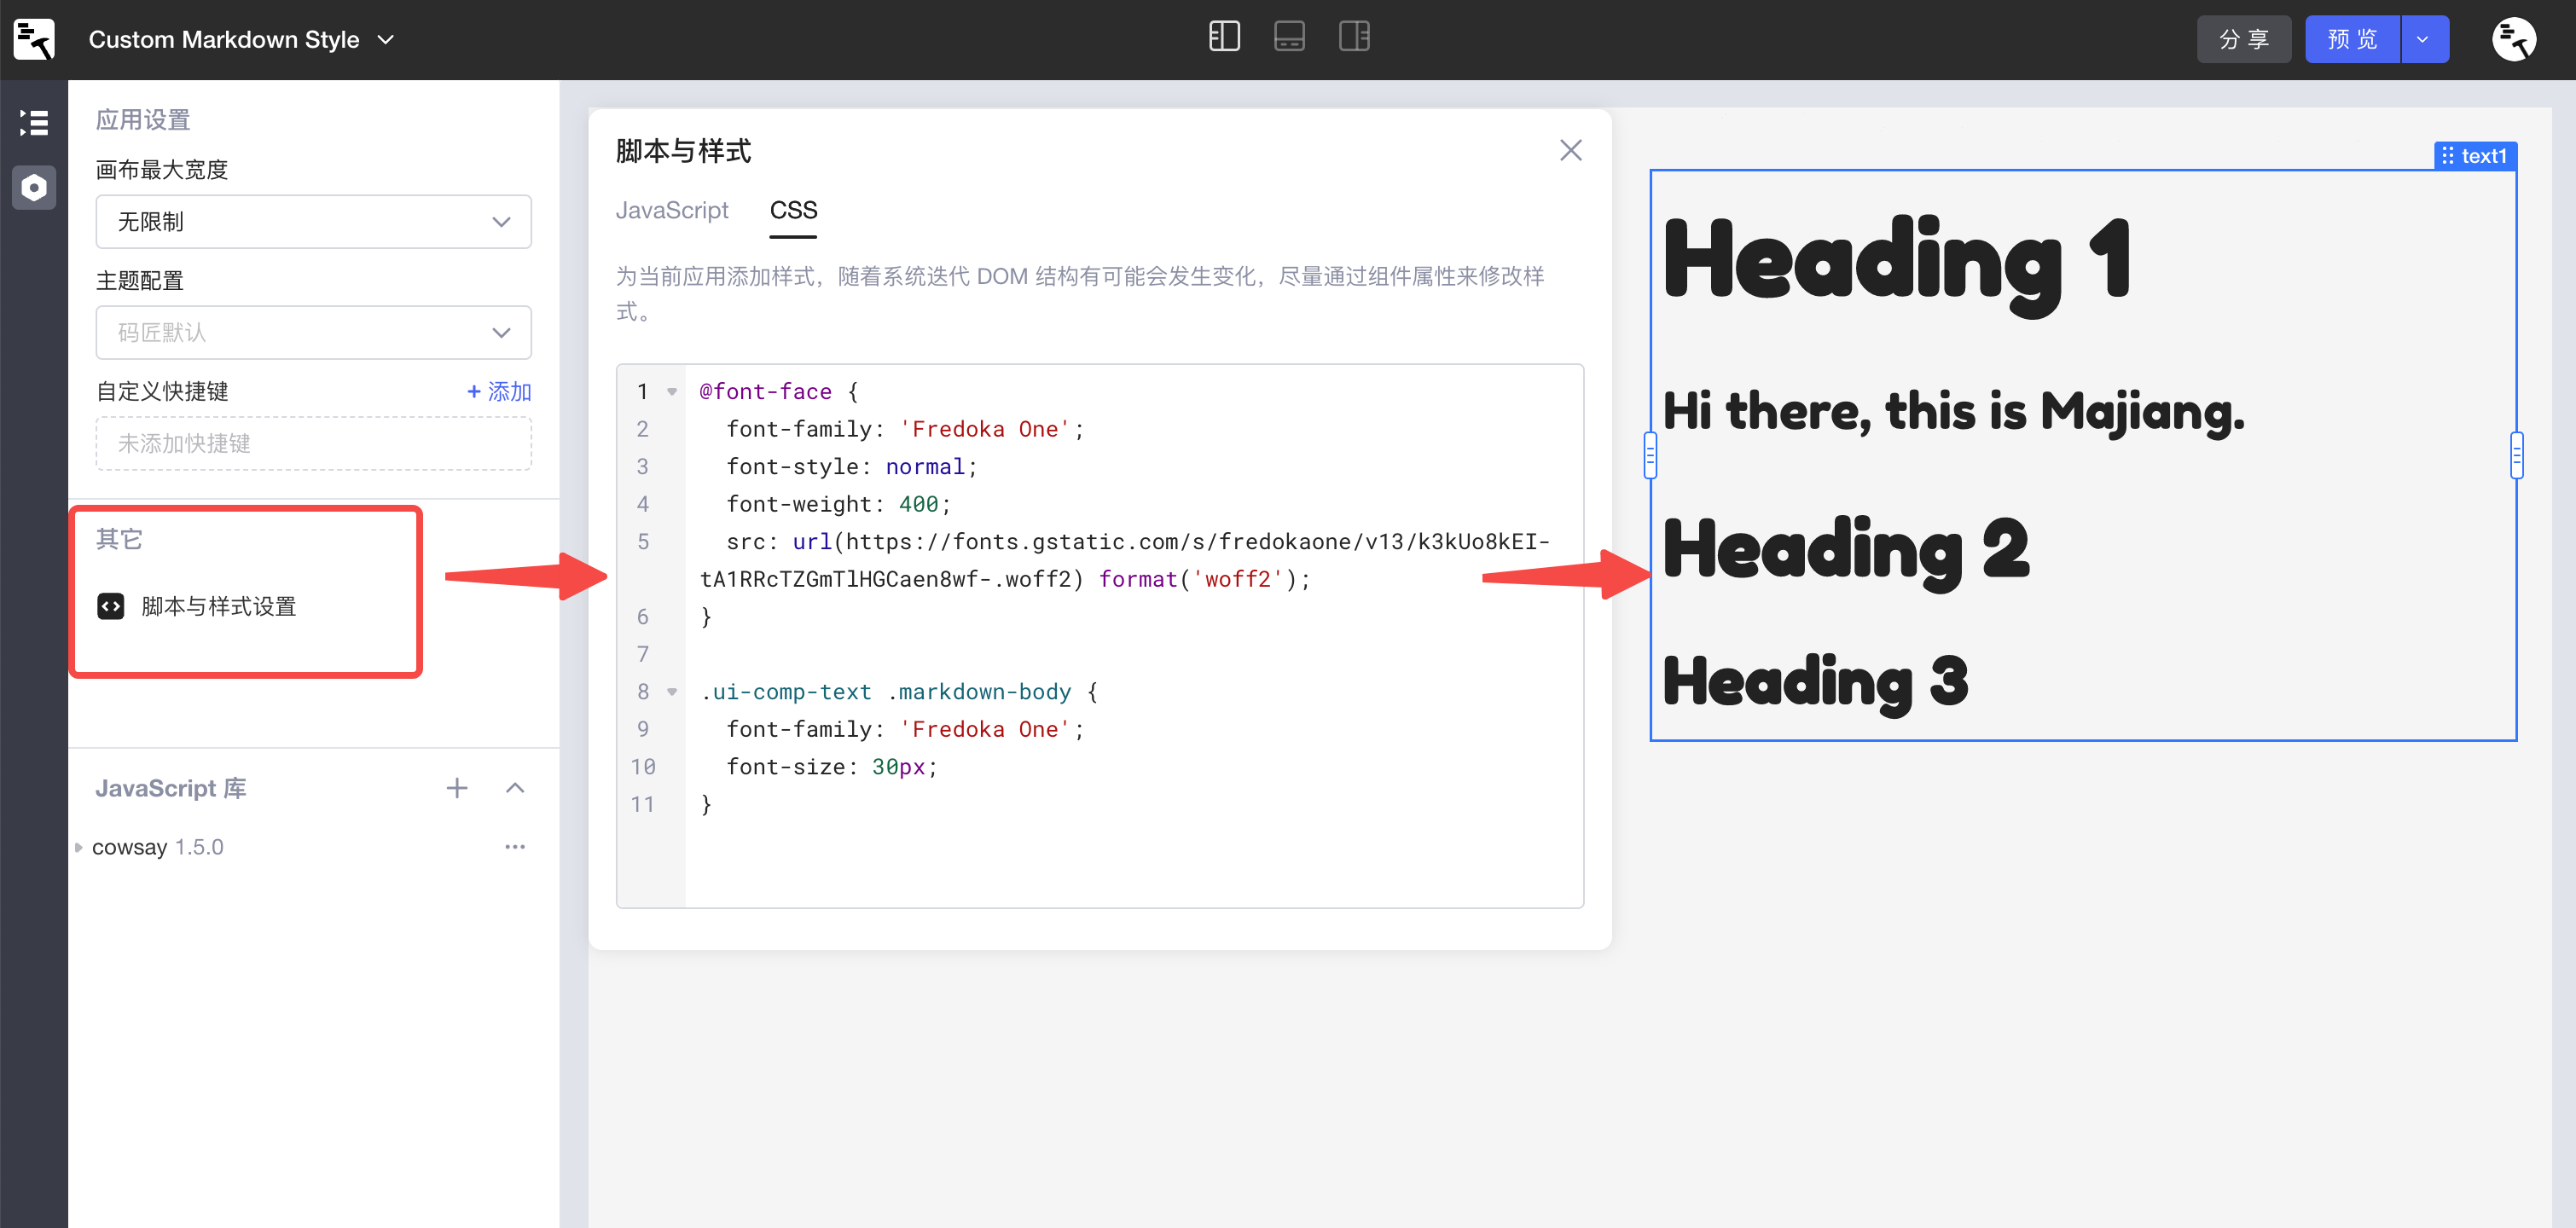 Custom Markdown Style
分享
预览
应用设置
画布最大宽度
无限制
主题配置
码匠默认
自定义快捷键
+ 添加
未添加快捷键
其它
脚本与样式设置
JavaScript 库
cowsay 1.5.0
脚本与样式
JavaScript CSS
为当前应用添加样式，随着系统迭代 DOM 结构有可能会发生变化，尽量通过组件属性来修改样
式。
1 @font-face {
2 font-family: 'Fredoka One';
3 font-style: normal;
4 font-weight: 400;
5 src: url(https://fonts.gstatic.com/s/fredokaone/v13/k3kUo8kEI-
tA1RRcTZGmTlHGCaen8wf-.woff2) format('woff2');
6 }
7
8 .ui-comp-text .markdown-body {
9 font-family: 'Fredoka One';
10 font-size: 30px;
11 }
text1
Heading 1
Hi there, this is Majiang.
Heading 2
Heading 3